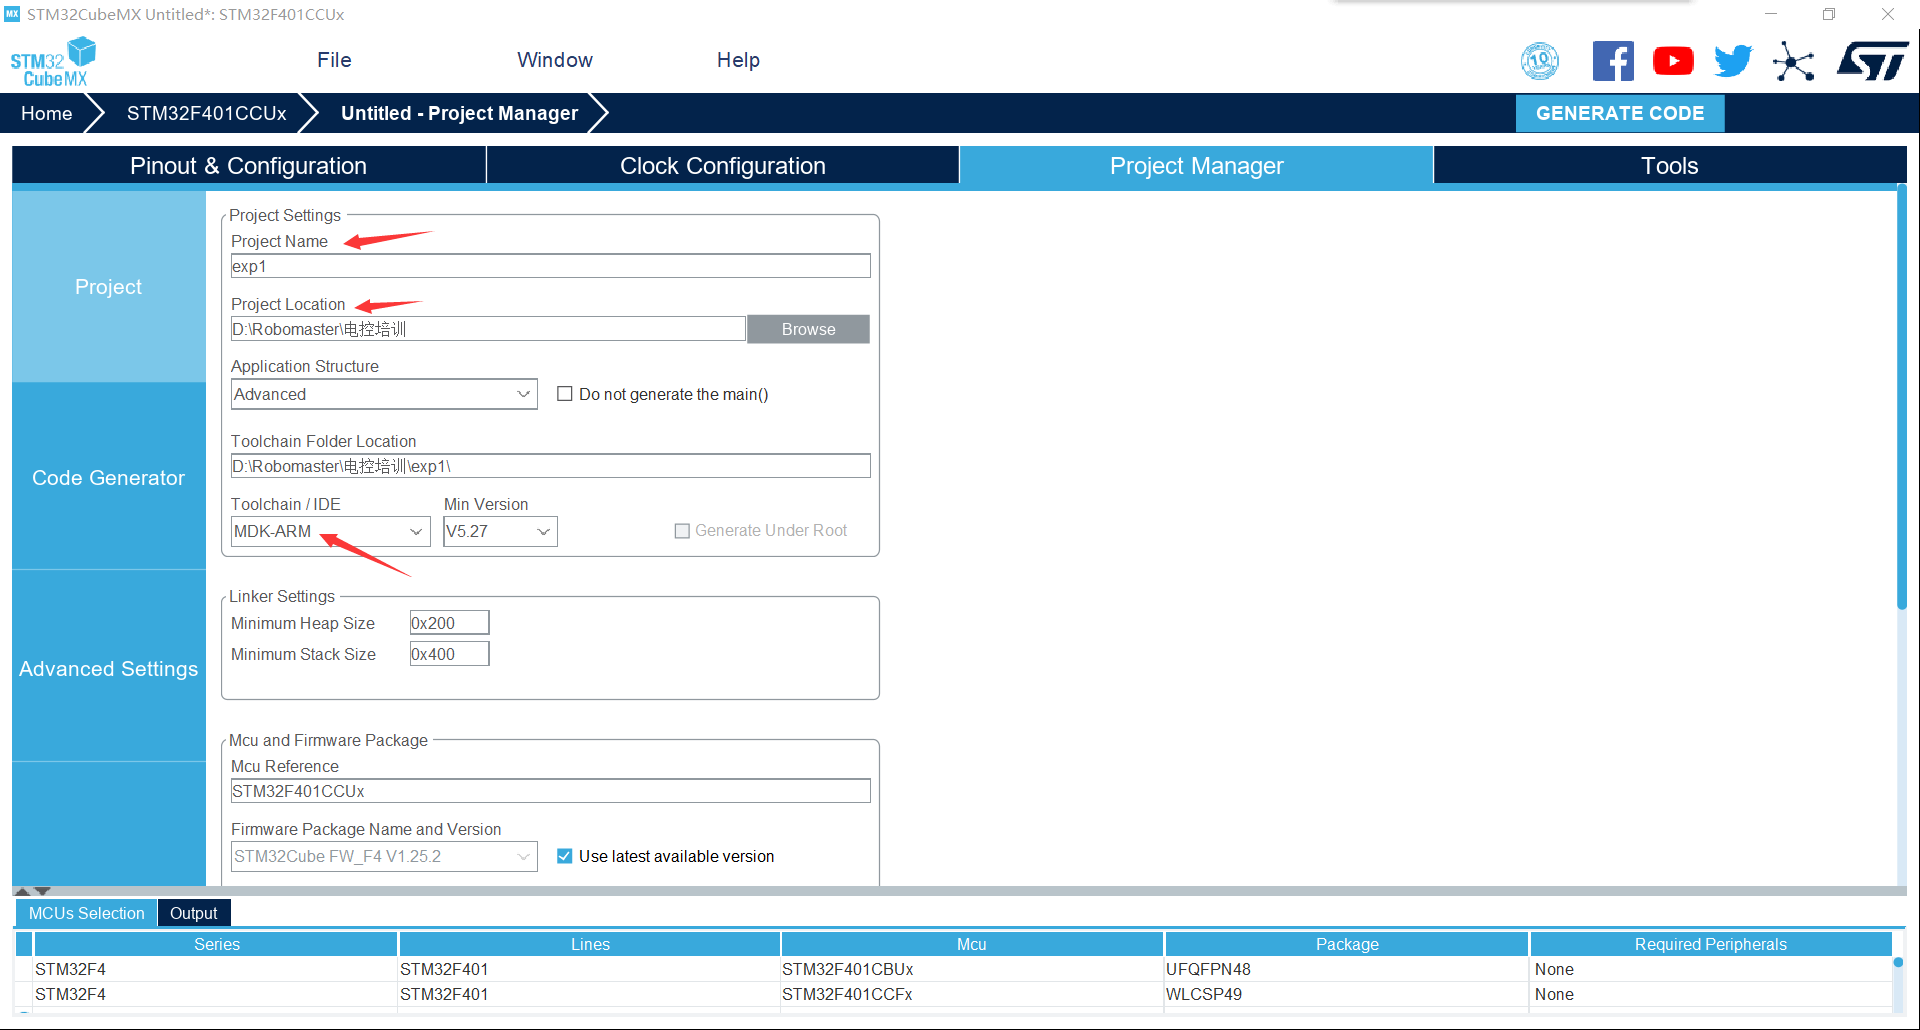 MX STM32CubeMX Untitled*: STM32F401CCUx
STM32
CubeMX
File Window Help
10
ST
Home STM32F401CCUx Untitled - Project Manager GENERATE CODE
Pinout & Configuration Clock Configuration Project Manager Tools
Project
Code Generator
Advanced Settings
Project Settings
Project Name
exp1
Project Location
D:\Robomaster\电控培训 Browse
Application Structure
Advanced Do not generate the main()
Toolchain Folder Location
D:\Robomaster\电控培训\exp1\
Toolchain / IDE Min Version
MDK-ARM V5.27 Generate Under Root
Linker Settings
Minimum Heap Size 0x200
Minimum Stack Size 0x400
Mcu and Firmware Package
Mcu Reference
STM32F401CCUx
Firmware Package Name and Version
STM32Cube FW_F4 V1.25.2 Use latest available version
MCUs Selection Output
Series Lines Mcu Package Required Peripherals
STM32F4 STM32F401 STM32F401CBUx UFQFPN48 None
STM32F4 STM32F401 STM32F401CCFx WLCSP49 None